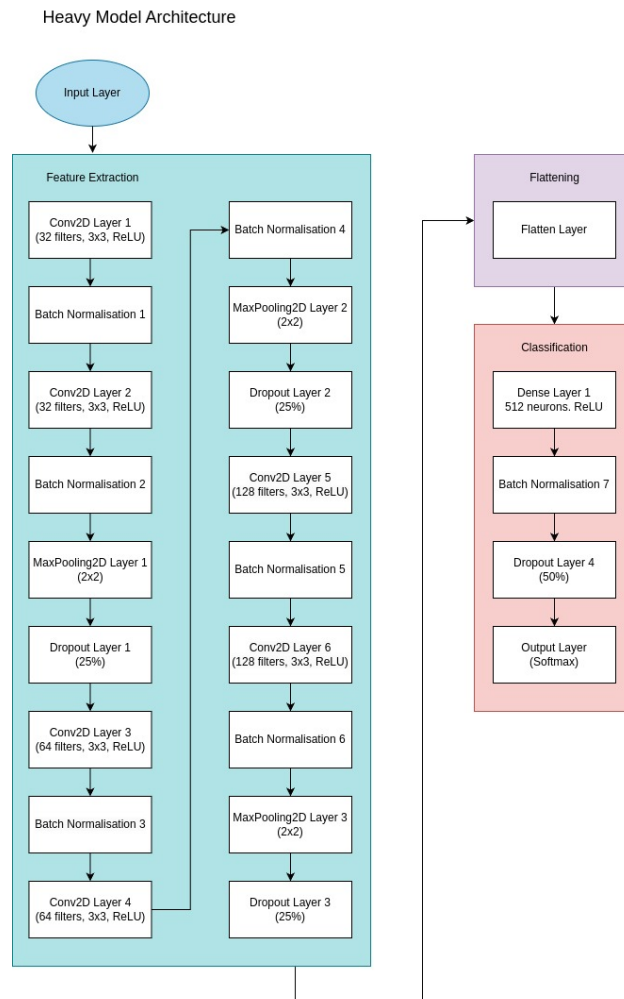 Heavy Model Architecture
Input Layer
Feature Extraction
Conv2D Layer 1
(32 filters, 3x3, ReLU)
Batch Normalisation 1
Conv2D Layer 2
(32 filters, 3x3, ReLU)
Batch Normalisation 2
MaxPooling2D Layer 1
(2x2)
Dropout Layer 1
(25%)
Conv2D Layer 3
(64 filters, 3x3, ReLU)
Batch Normalisation 3
Conv2D Layer 4
(64 filters, 3x3, ReLU)
Batch Normalisation 4
MaxPooling2D Layer 2
(2x2)
Dropout Layer 2
(25%)
Conv2D Layer 5
(128 filters, 3x3, ReLU)
Batch Normalisation 5
Conv2D Layer 6
(128 filters, 3x3, ReLU)
Batch Normalisation 6
MaxPooling2D Layer 3
(2x2)
Dropout Layer 3
(25%)
Flattening
Flatten Layer
Classification
Dense Layer 1
512 neurons. ReLU
Batch Normalisation 7
Dropout Layer 4
(50%)
Output Layer
(Softmax)